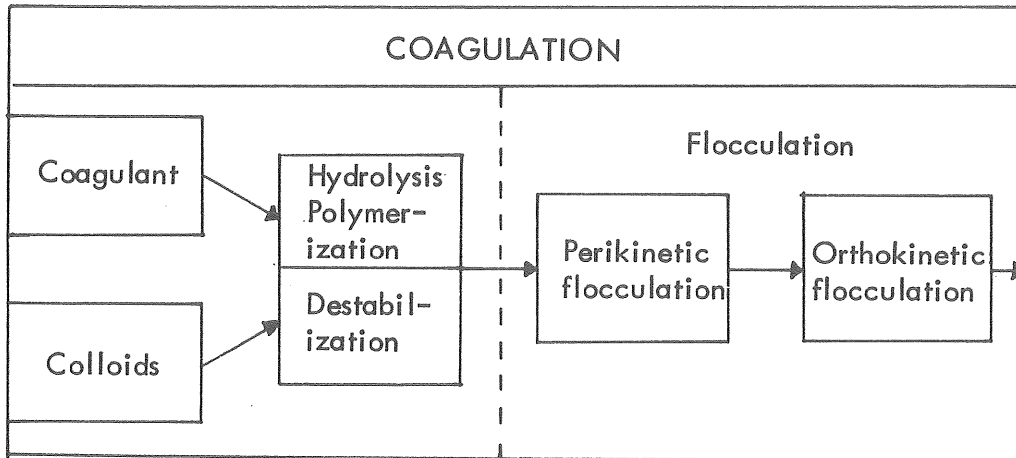 COAGULATION
Coagulant
Colloids
Hydrolysis
Polymer-
ization
Destabil-
ization
Flocculation
Perikinetic
flocculation
Orthokinetic
flocculation